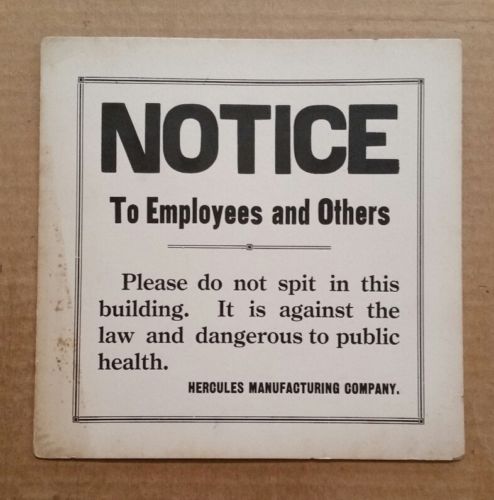 NOTICE
To Employees and Others
Please do not spit in this
building. It is against the
law and dangerous to public
health.
HERCULES MANUFACTURING COMPANY.